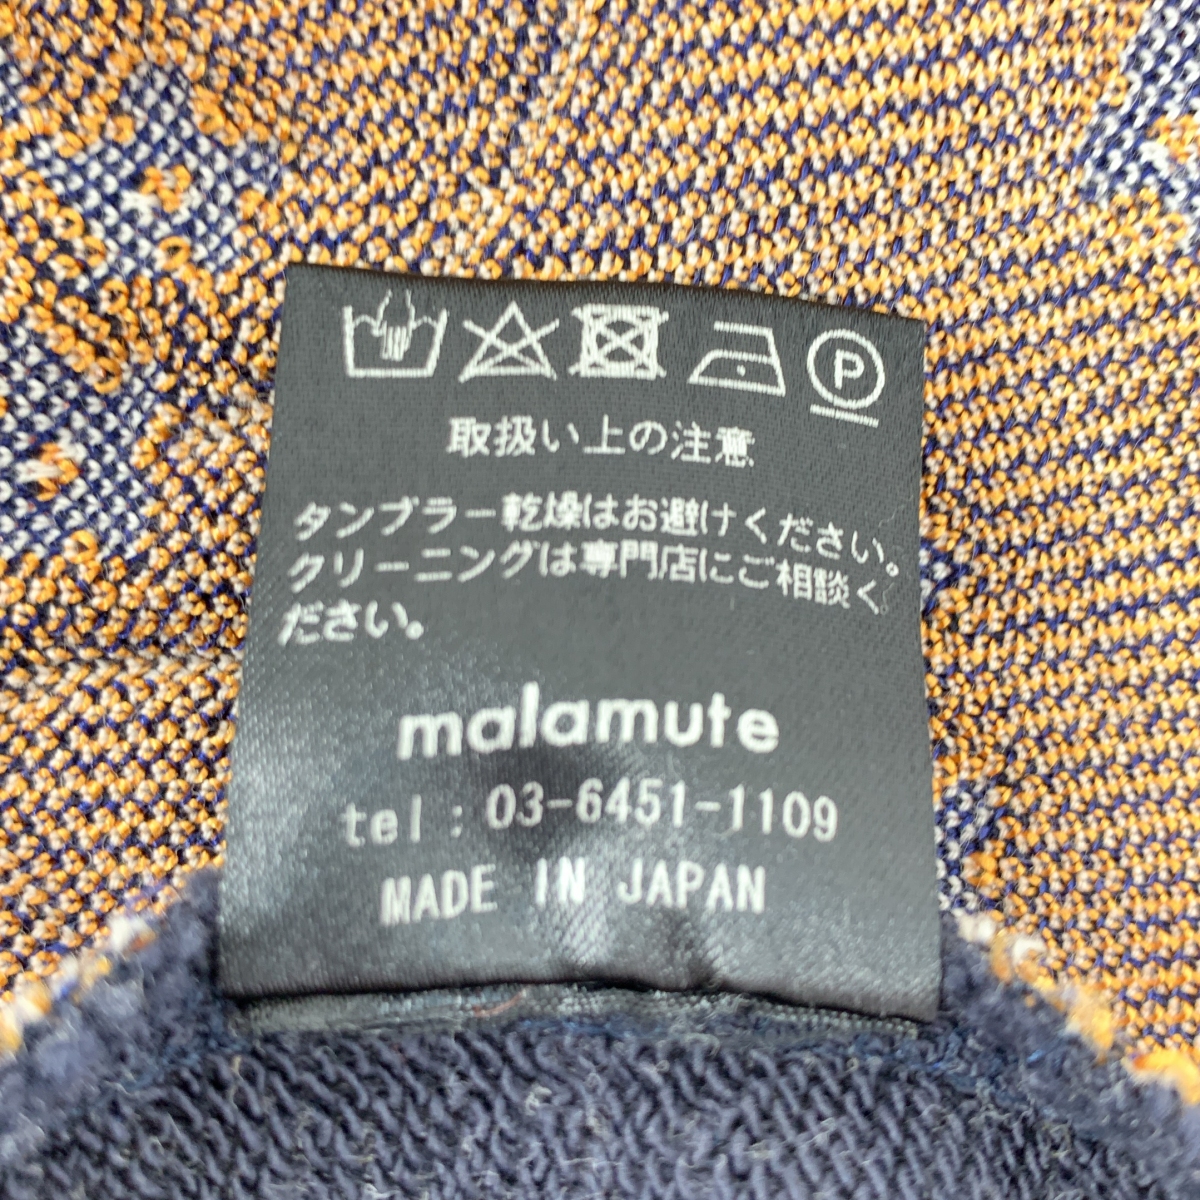 P
取扱い上の注意
タンブラー乾燥はお避けください。
クリーニングは専門店にご相談く
ださい。
malamute
tel：03-6451-1109
MADE IN JAPAN